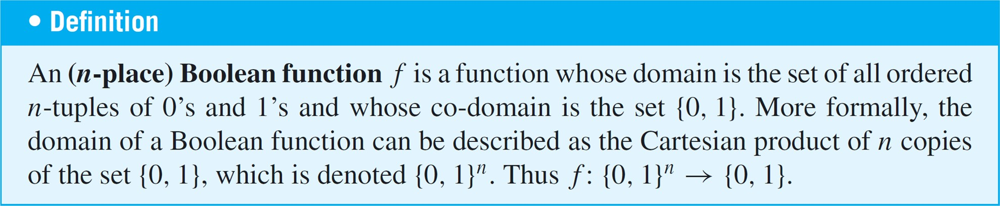 • Definition
An (n-place) Boolean function f is a function whose domain is the set of all ordered
n-tuples of 0’s and 1’s and whose co-domain is the set {0, 1}. More formally, the
domain of a Boolean function can be described as the Cartesian product of n copies
of the set {0, 1}, which is denoted {0, 1}ⁿ. Thus f: {0, 1}ⁿ → {0, 1}.